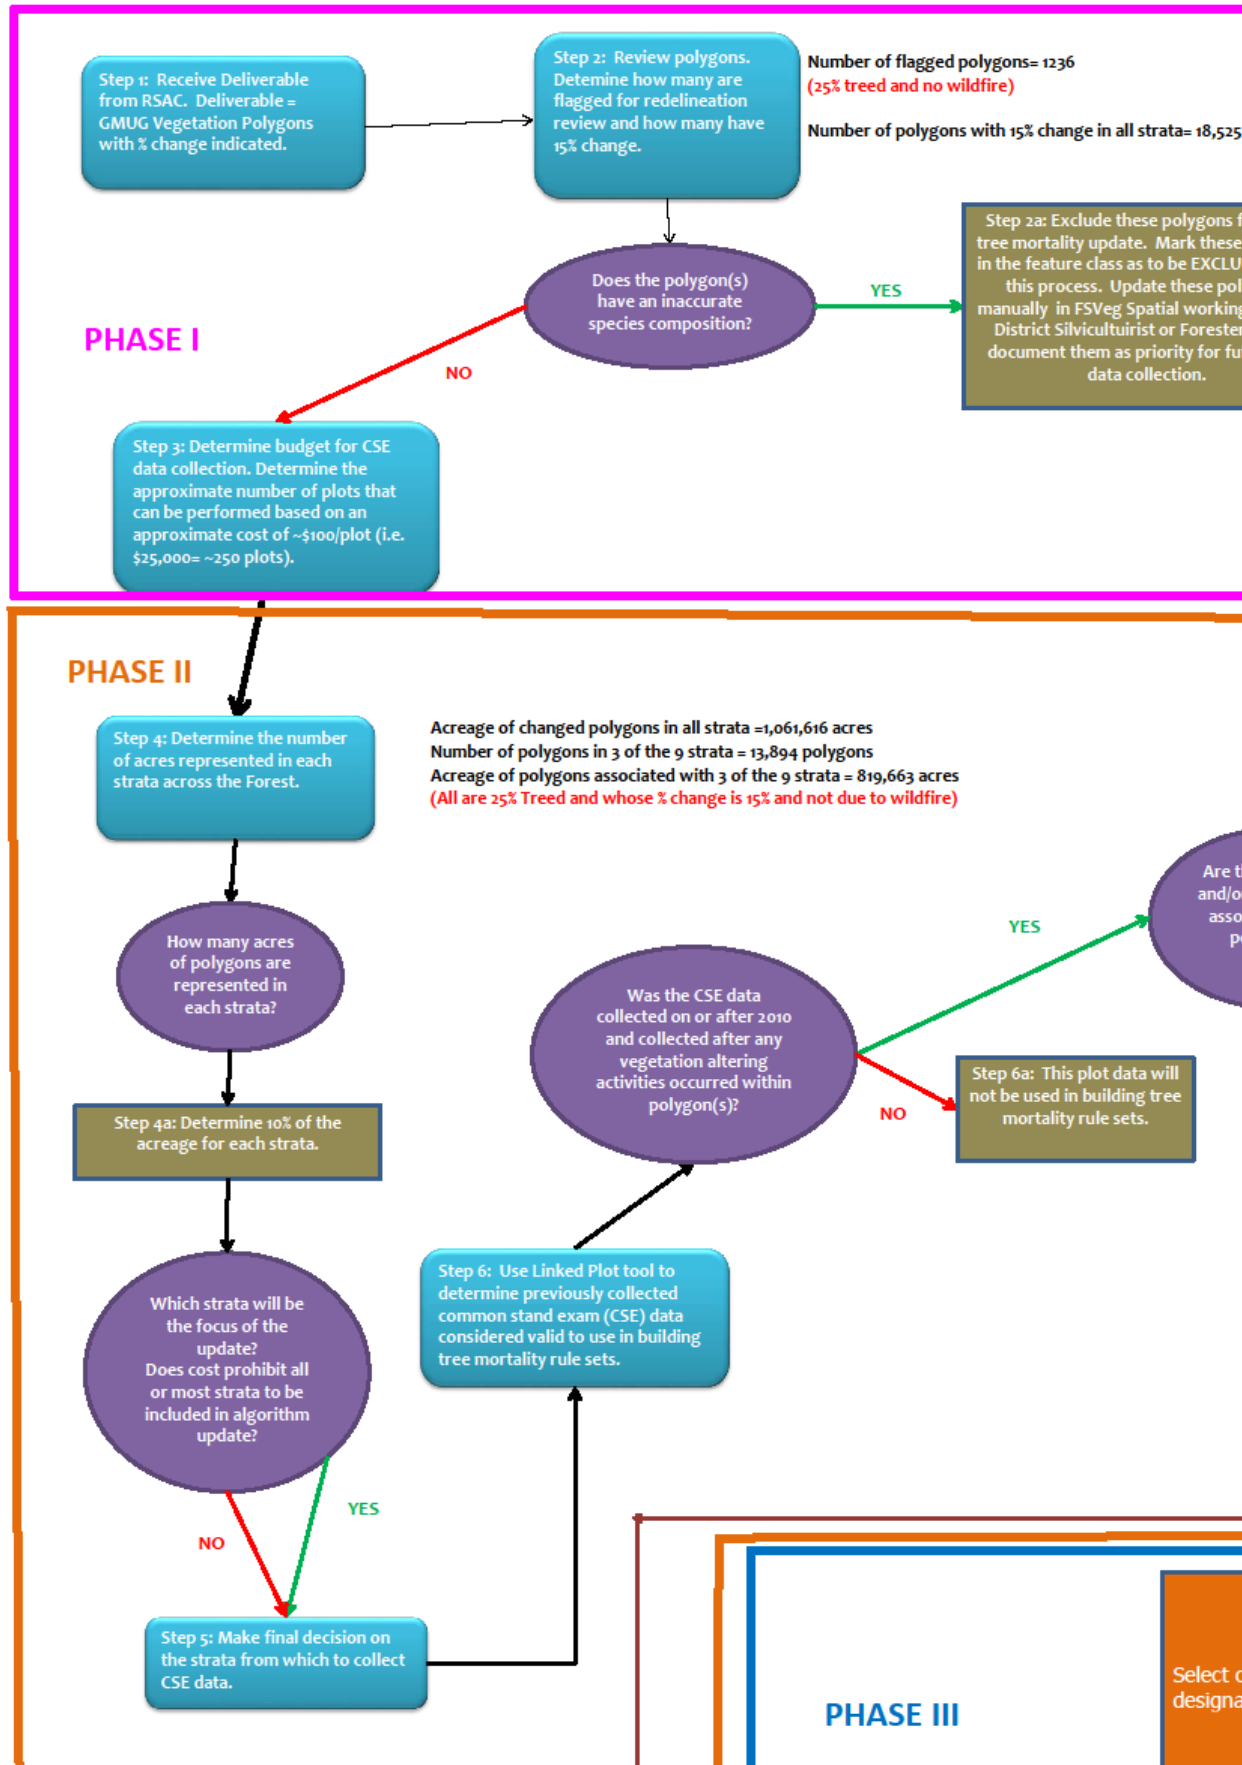 Step 1: Receive Deliverable
from RSAC. Deliverable =
GMUG Vegetation Polygons
with % change indicated.
Step 2: Review polygons.
Detemine how many are
flagged for redelineation
review and how many have
15% change.
Number of flagged polygons= 1236
(25% treed and no wildfire)
Number of polygons with 15% change in all strata= 18,525
Does the polygon(s)
have an inaccurate
species composition?
YES
Step 2a: Exclude these polygons
tree mortality update. Mark these
in the feature class as to be
this process. Update these
manually in FSVeg Spatial working
District Silvicultuirist or Forester
document them as priority for
data collection.
PHASE I
NO
Step 3: Determine budget for CSE
data collection. Determine the
approximate number of plots that
can be performed based on an
approximate cost of ~$100/plot (i.e.
$25,000= ~250 plots).
PHASE II
Step 4: Determine the number
of acres represented in each
strata across the Forest.
Acreage of changed polygons in all strata =1,061,616 acres
Number of polygons in 3 of the 9 strata = 13,894 polygons
Acreage of polygons associated with 3 of the 9 strata = 819,663 acres
(All are 25% Treed and whose % change is 15% and not due to wildfire)
How many acres
of polygons are
represented in
each strata?
Step 4a: Determine 10% of the
acreage for each strata.
Which strata will be
the focus of the
update?
Does cost prohibit all
or most strata to be
included in algorithm
update?
NO
YES
Step 5: Make final decision on
the strata from which to collect
CSE data.
Step 6: Use Linked Plot tool to
determine previously collected
common stand exam (CSE) data
considered valid to use in building
tree mortality rule sets.
Was the CSE data
collected on or after 2010
and collected after any
vegetation altering
activities occurred within
polygon(s)?
YES
Are
NO
Step 6a: This plot data will
not be used in building tree
mortality rule sets.
PHASE III
Select